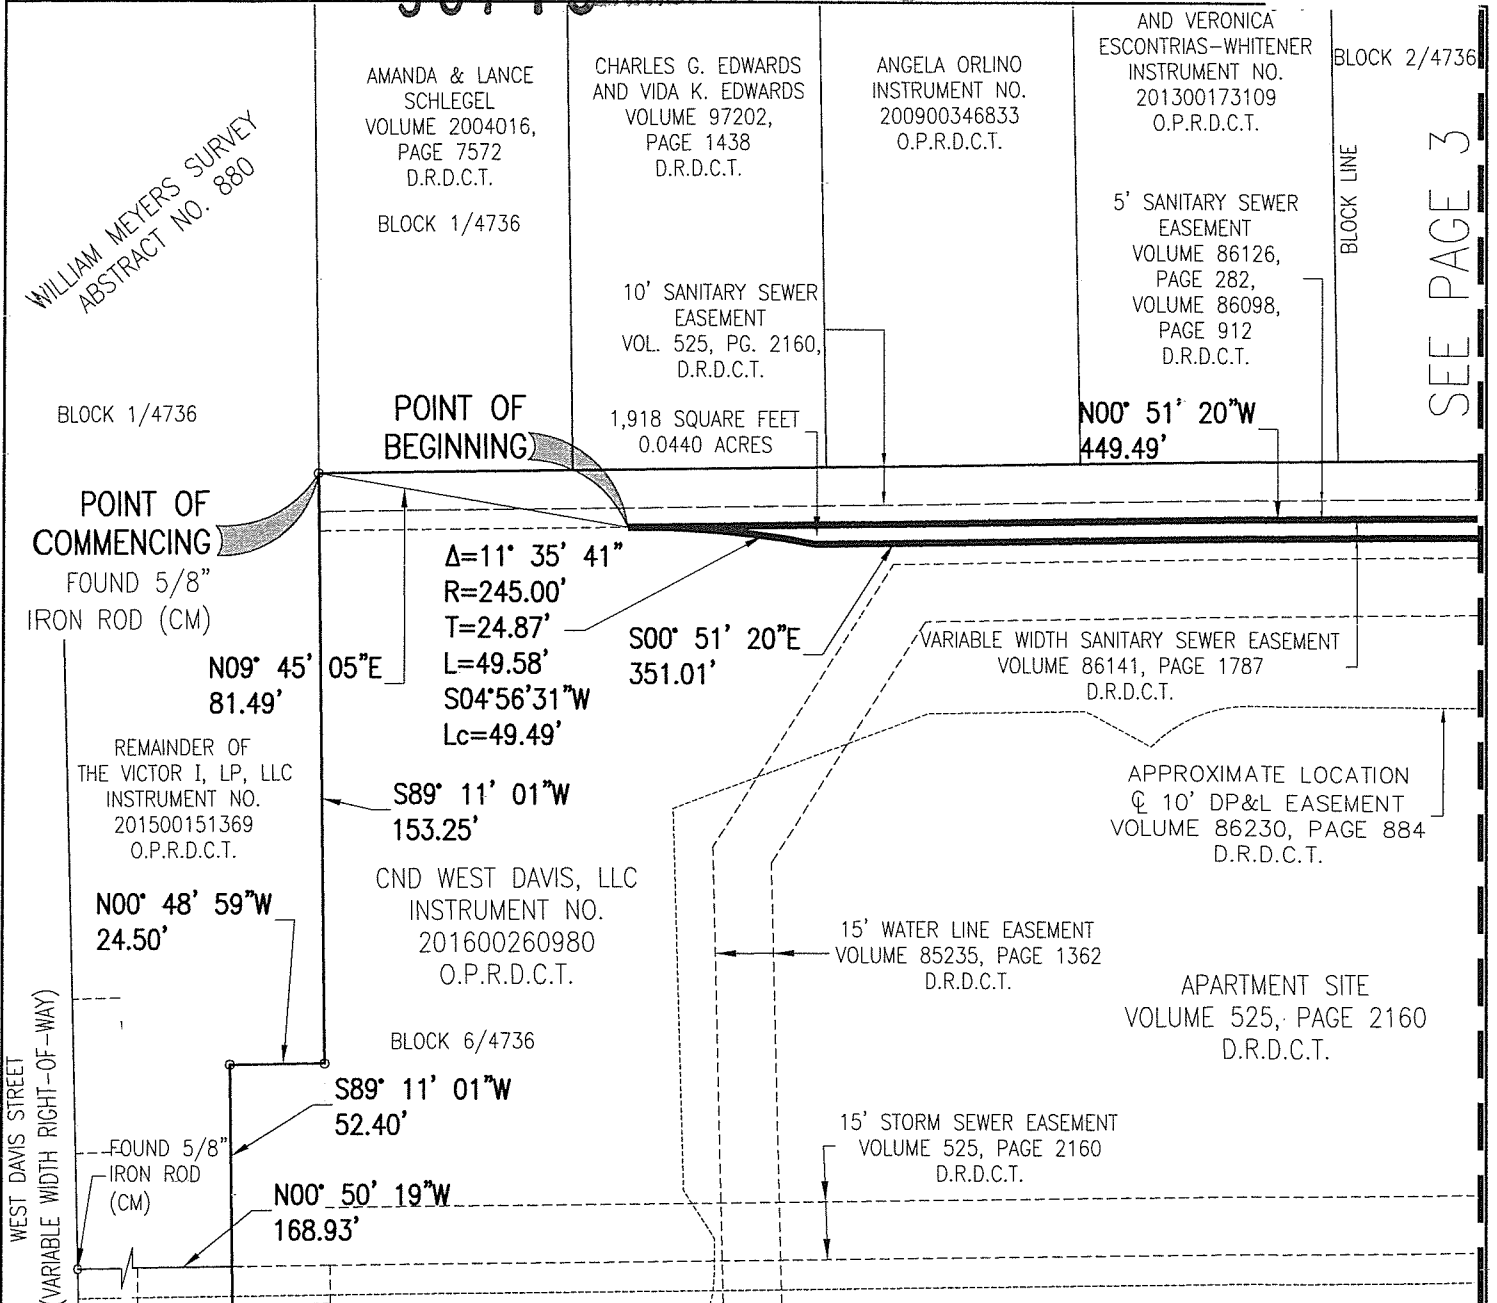 WILLIAM MEYERS SURVEY
ABSTRACT NO. 880
BLOCK 1/4736
AMANDA & LANCE
SCHLEGEL
VOLUME 2004016,
PAGE 7572
D.R.D.C.T.
BLOCK 1/4736
CHARLES G. EDWARDS
AND VIDA K. EDWARDS
VOLUME 97202,
PAGE 1438
D.R.D.C.T.
10' SANITARY SEWER
EASEMENT
VOL. 525, PG. 2160,
D.R.D.C.T.
1,918 SQUARE FEET
0.0440 ACRES
ANGELA ORLINO
INSTRUMENT NO.
200900346833
O.P.R.D.C.T.
AND VERONICA
ESCONTRIAS-WHITENER
INSTRUMENT NO.
201300173109
O.P.R.D.C.T.
5' SANITARY SEWER
EASEMENT
VOLUME 86126,
PAGE 282,
VOLUME 86098,
PAGE 912
D.R.D.C.T.
N00° 51' 20"W
449.49'
BLOCK 2/4736
BLOCK LINE
SEE PAGE 3
POINT OF
BEGINNING
POINT OF
COMMENCING
FOUND 5/8"
IRON ROD (CM)
N09° 45' 05"E
81.49'
Δ=11° 35' 41"
R=245.00'
T=24.87'
L=49.58'
S04°56'31"W
Lc=49.49'
S00° 51' 20"E
351.01'
VARIABLE WIDTH SANITARY SEWER EASEMENT
VOLUME 86141, PAGE 1787
D.R.D.C.T.
REMAINDER OF
THE VICTOR I, LP, LLC
INSTRUMENT NO.
201500151369
O.P.R.D.C.T.
S89° 11' 01"W
153.25'
APPROXIMATE LOCATION
℄ 10' DP&L EASEMENT
VOLUME 86230, PAGE 884
D.R.D.C.T.
N00° 48' 59"W
24.50'
CND WEST DAVIS, LLC
INSTRUMENT NO.
201600260980
O.P.R.D.C.T.
BLOCK 6/4736
15' WATER LINE EASEMENT
VOLUME 85235, PAGE 1362
D.R.D.C.T.
APARTMENT SITE
VOLUME 525, PAGE 2160
D.R.D.C.T.
WEST DAVIS STREET
(VARIABLE WIDTH RIGHT-OF-WAY)
S89° 11' 01"W
52.40'
FOUND 5/8"
IRON ROD
(CM)
N00° 50' 19"W
168.93'
15' STORM SEWER EASEMENT
VOLUME 525, PAGE 2160
D.R.D.C.T.